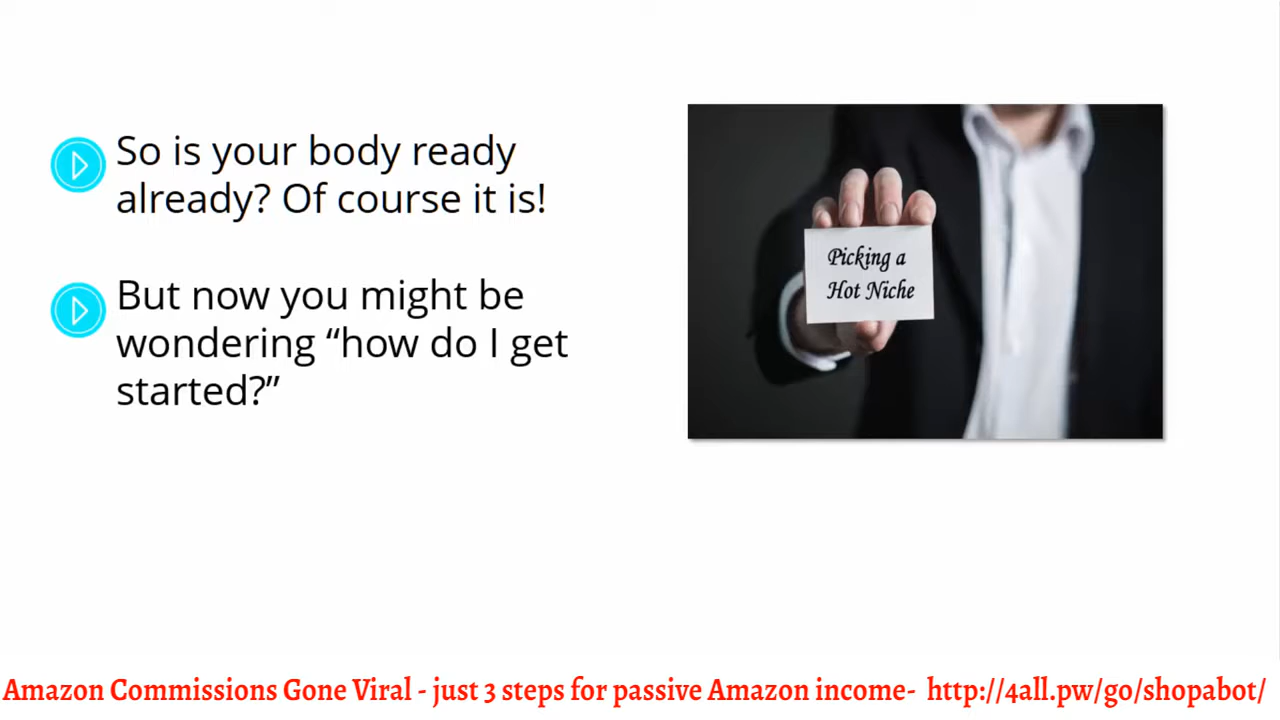 So is your body ready
already? Of course it is!
But now you might be
wondering “how do I get
started?”
Picking a
Hot Niche
Amazon Commissions Gone Viral - just 3 steps for passive Amazon income- http://4all.pw/go/shopabot/